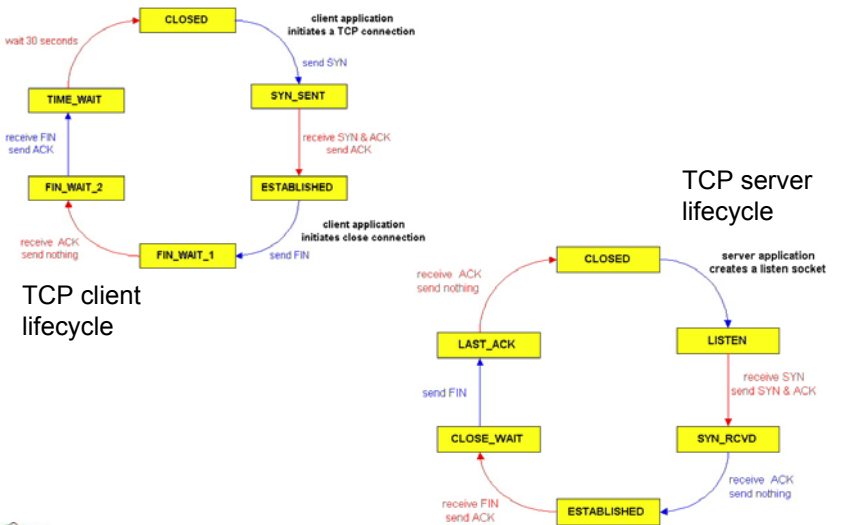 CLOSED
client application
initiates a TCP connection
wait 30 seconds
send SYN
TIME_WAIT
SYN_SENT
receive FIN
send ACK
receive SYN & ACK
send ACK
FIN_WAIT_2
ESTABLISHED
client application
initiates close connection
receive ACK
send nothing
FIN_WAIT_1
send FIN
TCP client
lifecycle
TCP server
lifecycle
CLOSED
server application
creates a listen socket
receive ACK
send nothing
LAST_ACK
LISTEN
receive SYN
send SYN & ACK
send FIN
CLOSE_WAIT
SYN_RCVD
receive ACK
send nothing
receive FIN
send ACK
ESTABLISHED